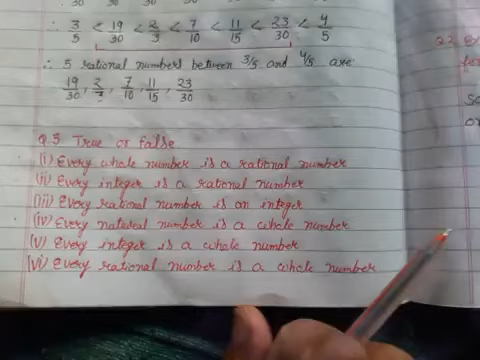 ∴ 3/5 < 19/30 < 2/3 < 7/10 < 11/15 < 23/30 < 4/5
∴ 5 rational numbers between 3/5 and 4/5 are
19/30, 2/3, 7/10, 11/15, 23/30
Q.3 True or False
(i) Every whole number is a rational number
(ii) Every integer is a rational number
(iii) Every rational number is an integer
(iv) Every natural number is a whole number
(v) Every integer is a whole number
(vi) Every rational number is a whole number